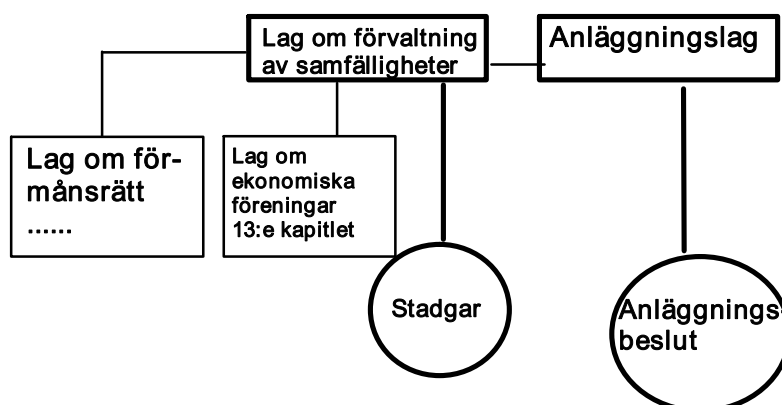 Lag om förvaltning
av samfälligheter
Anläggningslag
Lag om för-
månsrätt
......
Lag om
ekonomiska
föreningar
13:e kapitlet
Stadgar
Anläggnings-
beslut